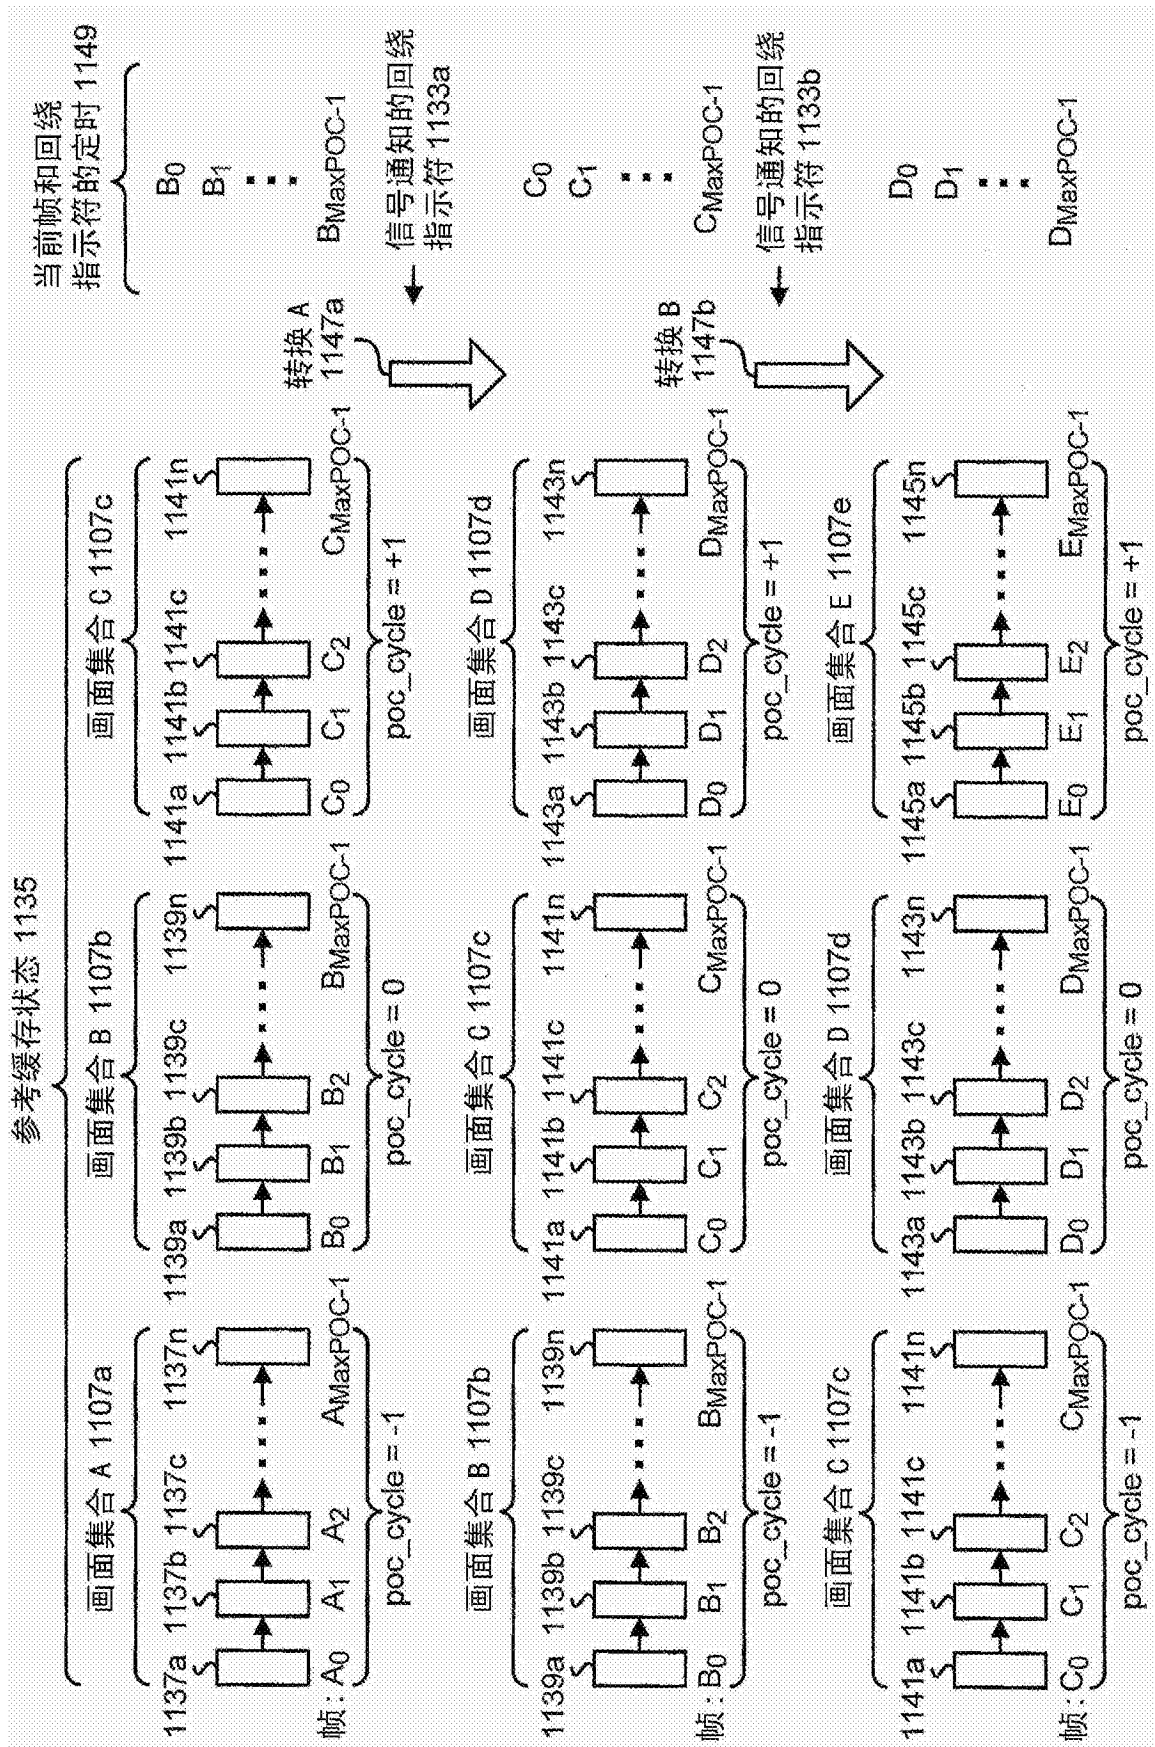 参考缓存状态 1135
当前帧和回绕
指示符的定时 1149
画面集合 A 1107a
画面集合 B 1107b
画面集合 C 1107c
1137a 1137b 1137c 1137n
1139a 1139b 1139c 1139n
1141a 1141b 1141c 1141n
帧: A0 A1 A2 AMaxPOC-1
B0 B1 B2 BMaxPOC-1
C0 C1 C2 CMaxPOC-1
poc_cycle = -1
poc_cycle = 0
poc_cycle = +1
B0
B1
BMaxPOC-1
转换 A
1147a
信号通知的回绕
指示符 1133a
画面集合 B 1107b
画面集合 C 1107c
画面集合 D 1107d
1139a 1139b 1139c 1139n
1141a 1141b 1141c 1141n
1143a 1143b 1143c 1143n
帧: B0 B1 B2 BMaxPOC-1
C0 C1 C2 CMaxPOC-1
D0 D1 D2 DMaxPOC-1
poc_cycle = -1
poc_cycle = 0
poc_cycle = +1
C0
C1
CMaxPOC-1
转换 B
1147b
信号通知的回绕
指示符 1133b
画面集合 C 1107c
画面集合 D 1107d
画面集合 E 1107e
1141a 1141b 1141c 1141n
1143a 1143b 1143c 1143n
1145a 1145b 1145c 1145n
帧: C0 C1 C2 CMaxPOC-1
D0 D1 D2 DMaxPOC-1
E0 E1 E2 EMaxPOC-1
poc_cycle = -1
poc_cycle = 0
poc_cycle = +1
D0
D1
DMaxPOC-1